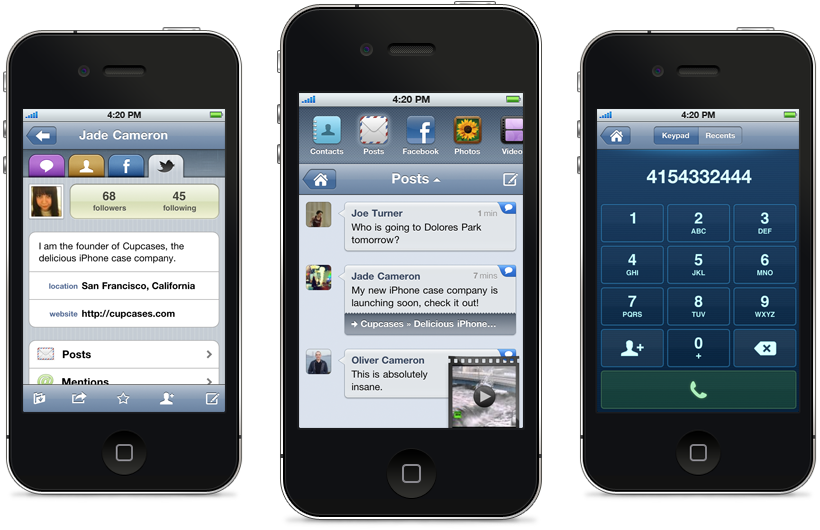 4:20 PM
Jade Cameron
68
followers
45
following
I am the founder of Cupcases, the
delicious iPhone case company.
location San Francisco, California
website http://cupcases.com
Posts
Mentions
4:20 PM
Contacts
Posts
Facebook
Photos
Video
Posts
Joe Turner
1 min
Who is going to Dolores Park
tomorrow?
Jade Cameron
7 mins
My new iPhone case company is
launching soon, check it out!
Cupcases » Delicious iPhone...
Oliver Cameron
This is absolutely
insane.
4:20 PM
Keypad
Recents
4154332444
1
2
ABC
3
DEF
4
GHI
5
JKL
6
MNO
7
PQRS
8
TUV
9
WXYZ
0
+